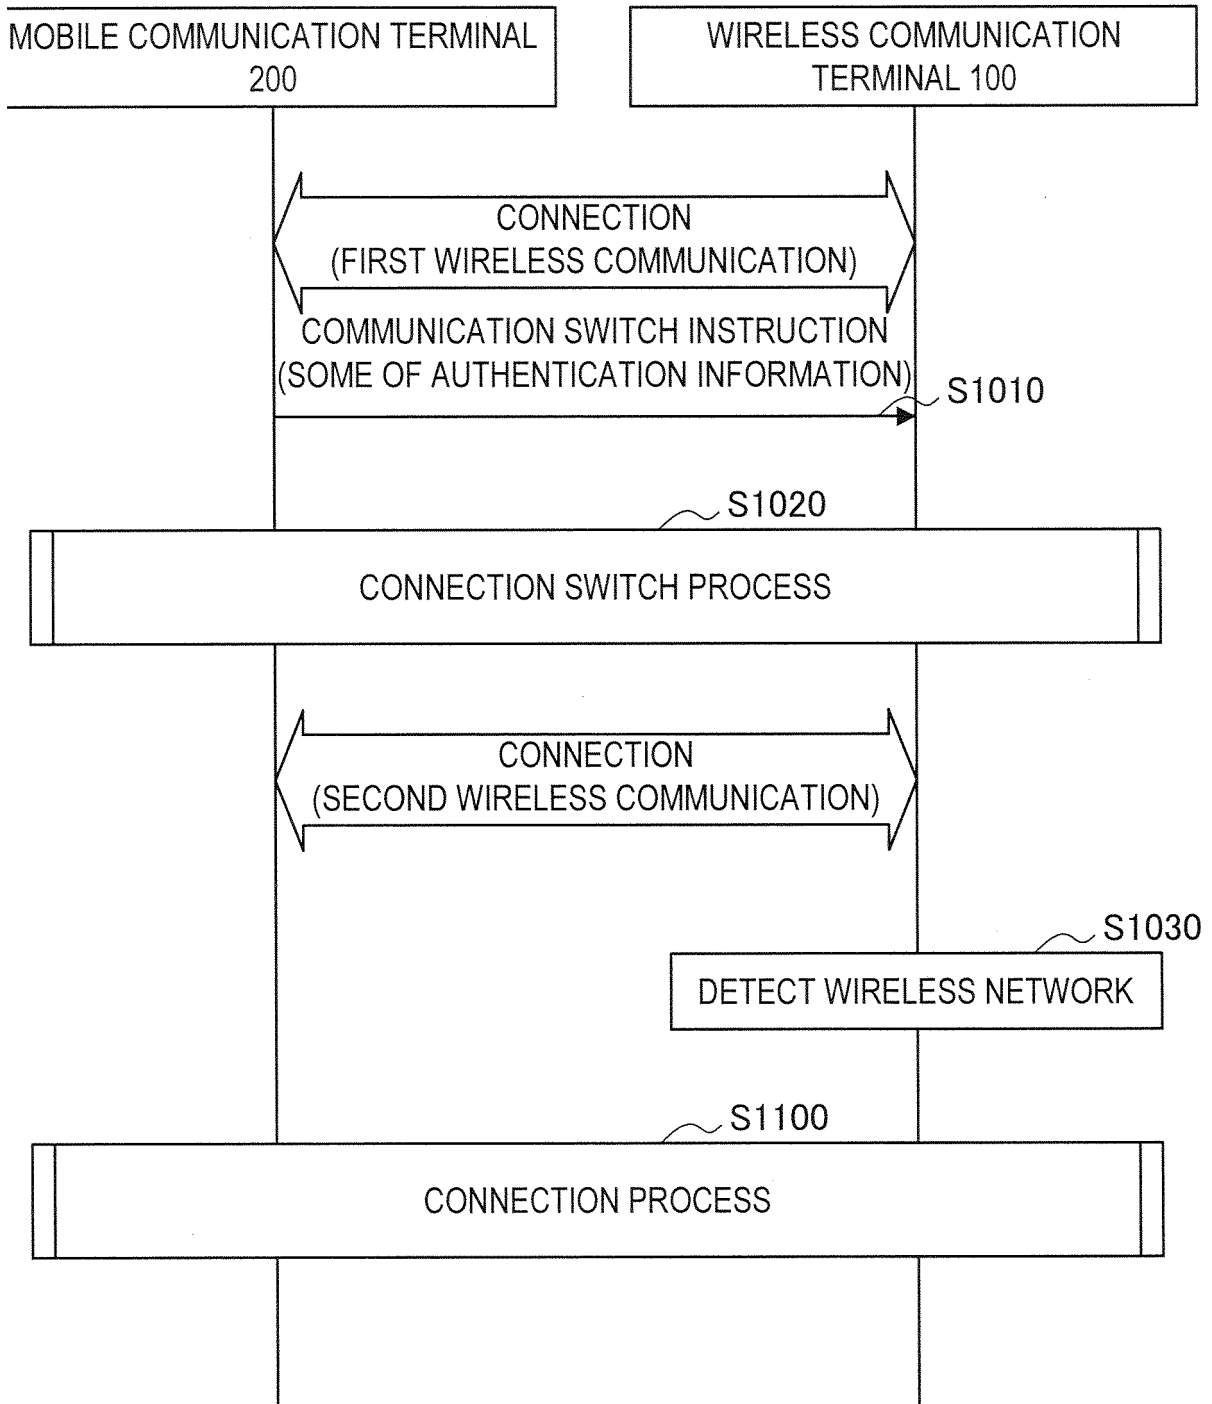 MOBILE COMMUNICATION TERMINAL
200
WIRELESS COMMUNICATION
TERMINAL 100
CONNECTION
(FIRST WIRELESS COMMUNICATION)
COMMUNICATION SWITCH INSTRUCTION
(SOME OF AUTHENTICATION INFORMATION)
S1010
S1020
CONNECTION SWITCH PROCESS
CONNECTION
(SECOND WIRELESS COMMUNICATION)
S1030
DETECT WIRELESS NETWORK
S1100
CONNECTION PROCESS